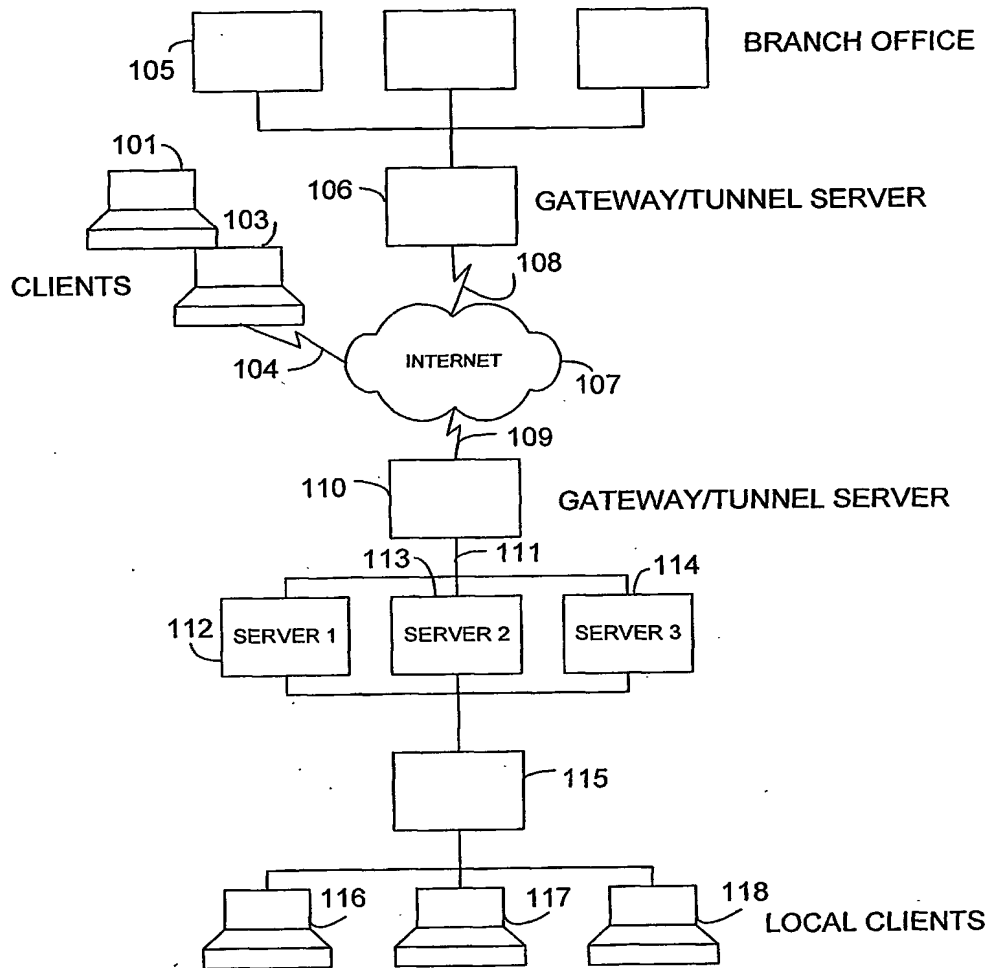 BRANCH OFFICE
105
101
106
GATEWAY/TUNNEL SERVER
103
108
CLIENTS
INTERNET
104
107
109
110
GATEWAY/TUNNEL SERVER
111
113
114
112
SERVER 1
SERVER 2
SERVER 3
115
116
117
118
LOCAL CLIENTS